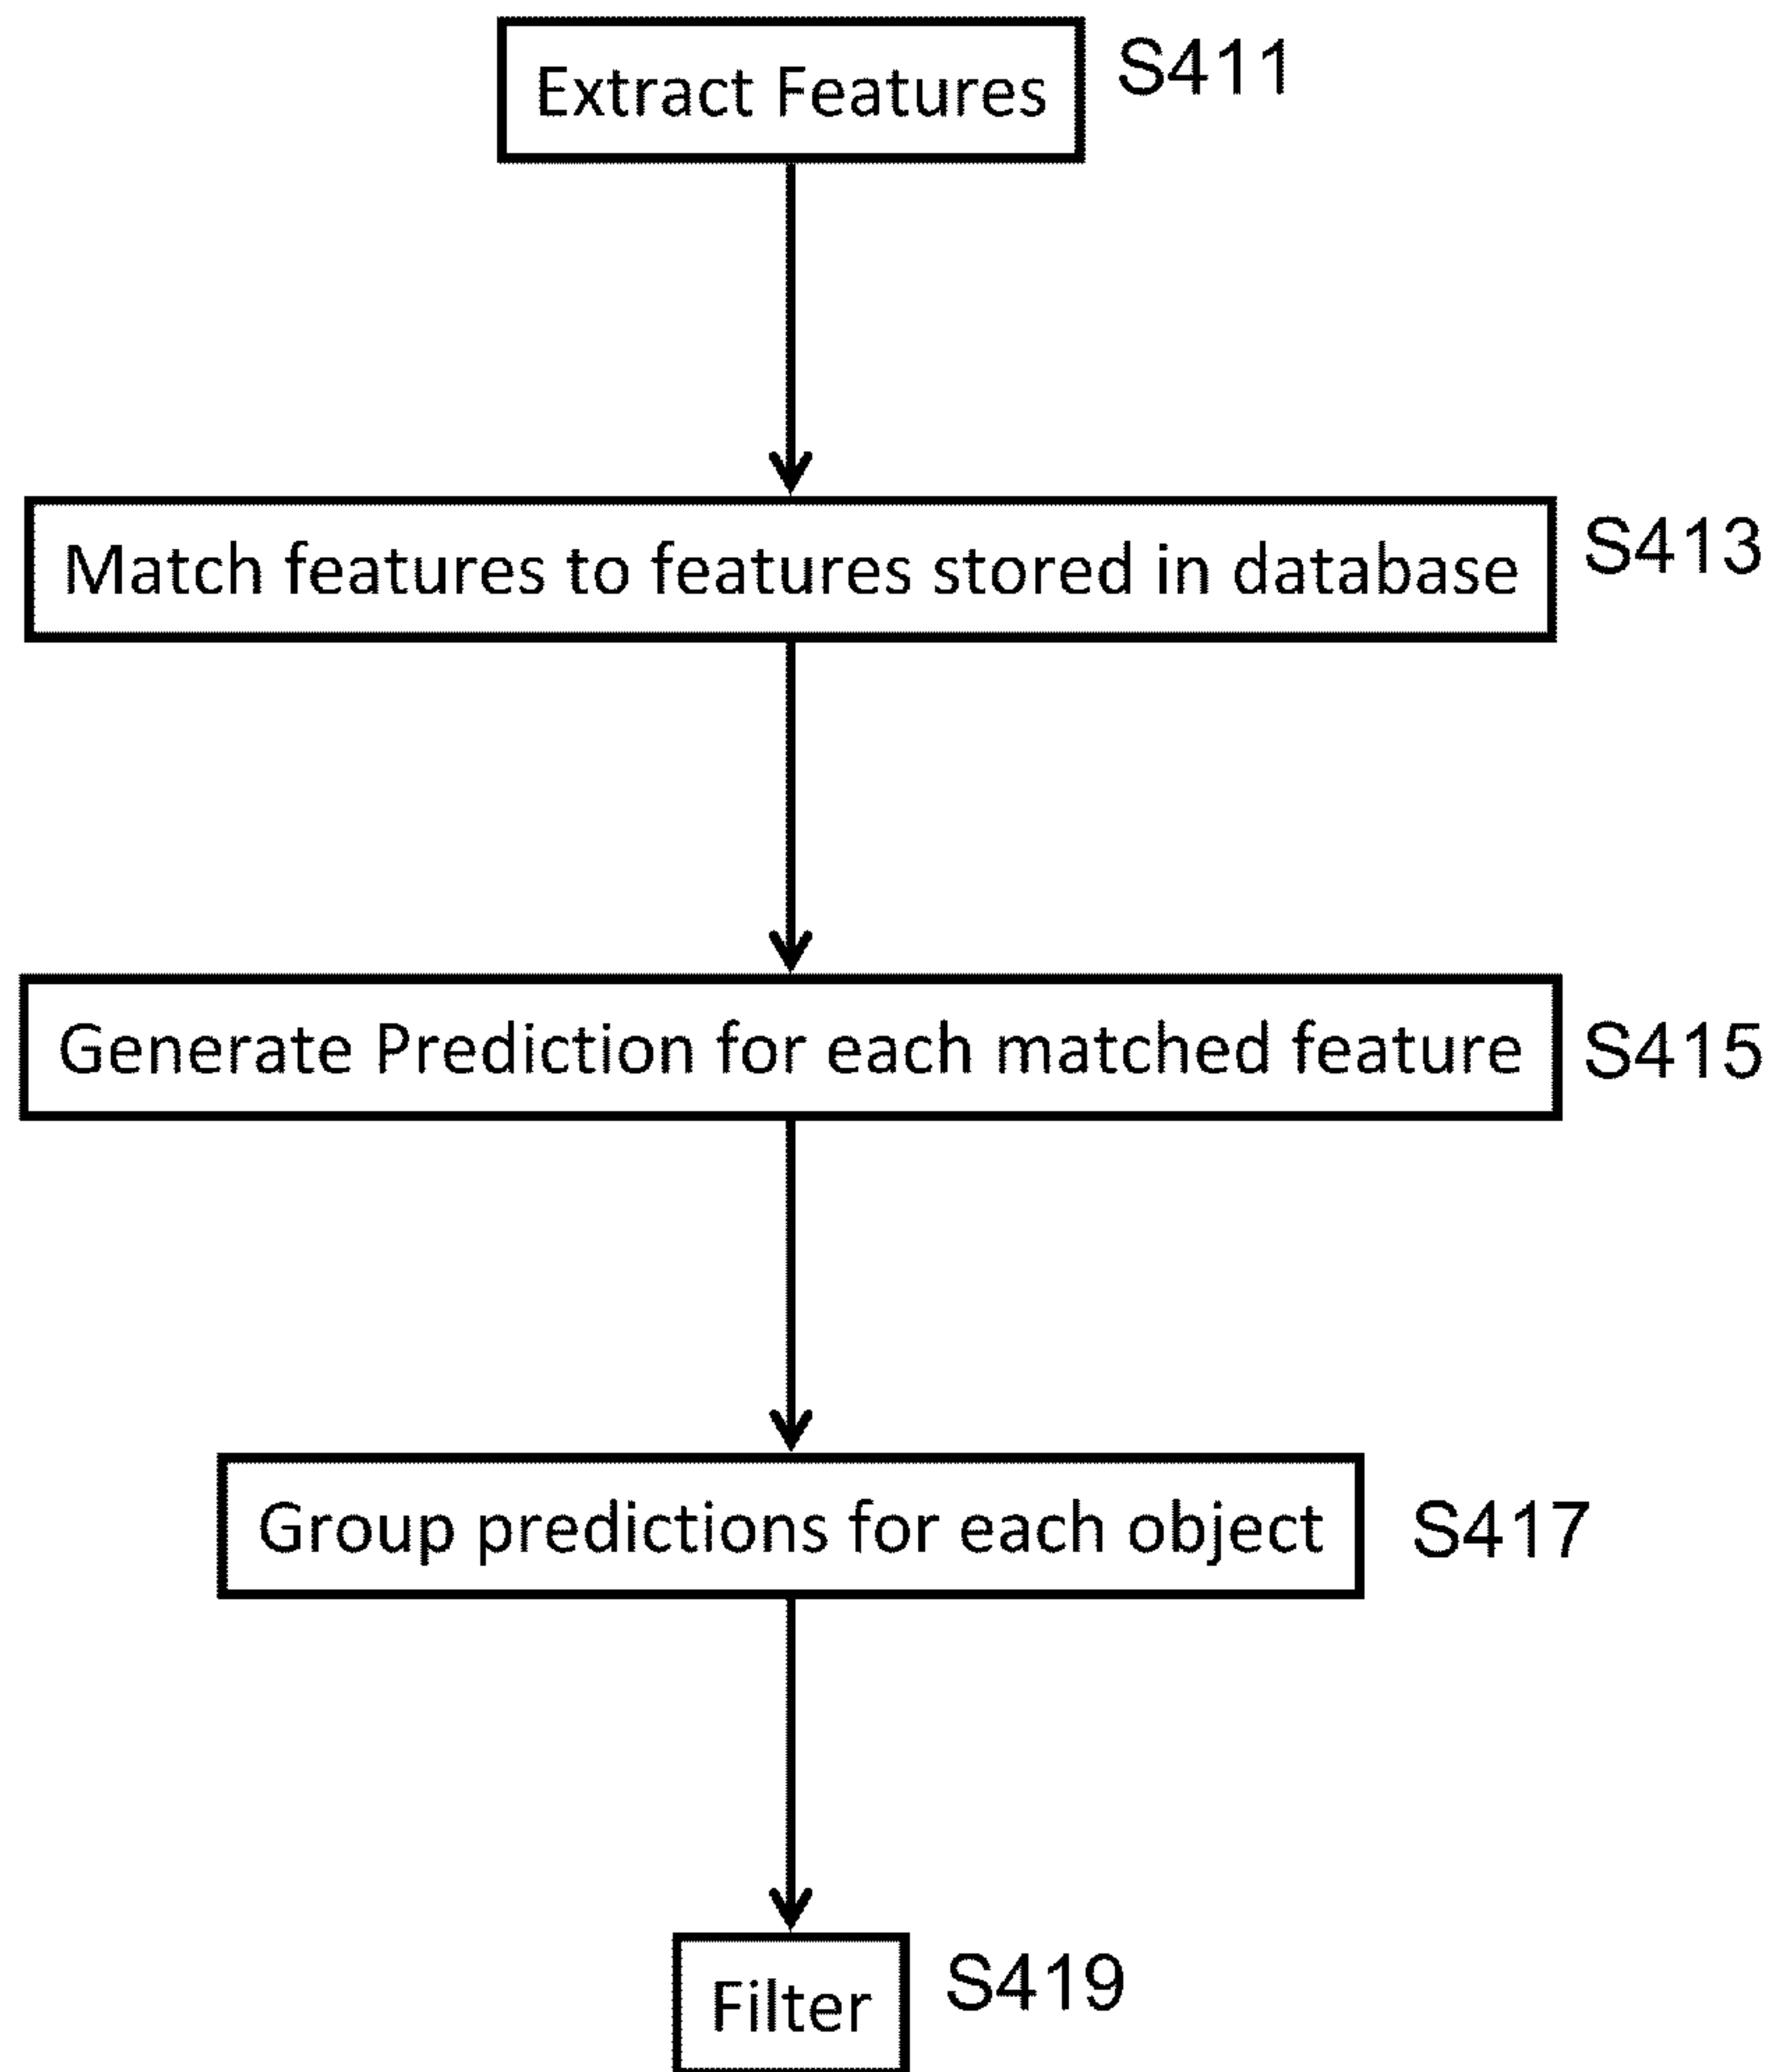 Extract Features S411
Match features to features stored in database S413
Generate Prediction for each matched feature S415
Group predictions for each object S417
Filter S419